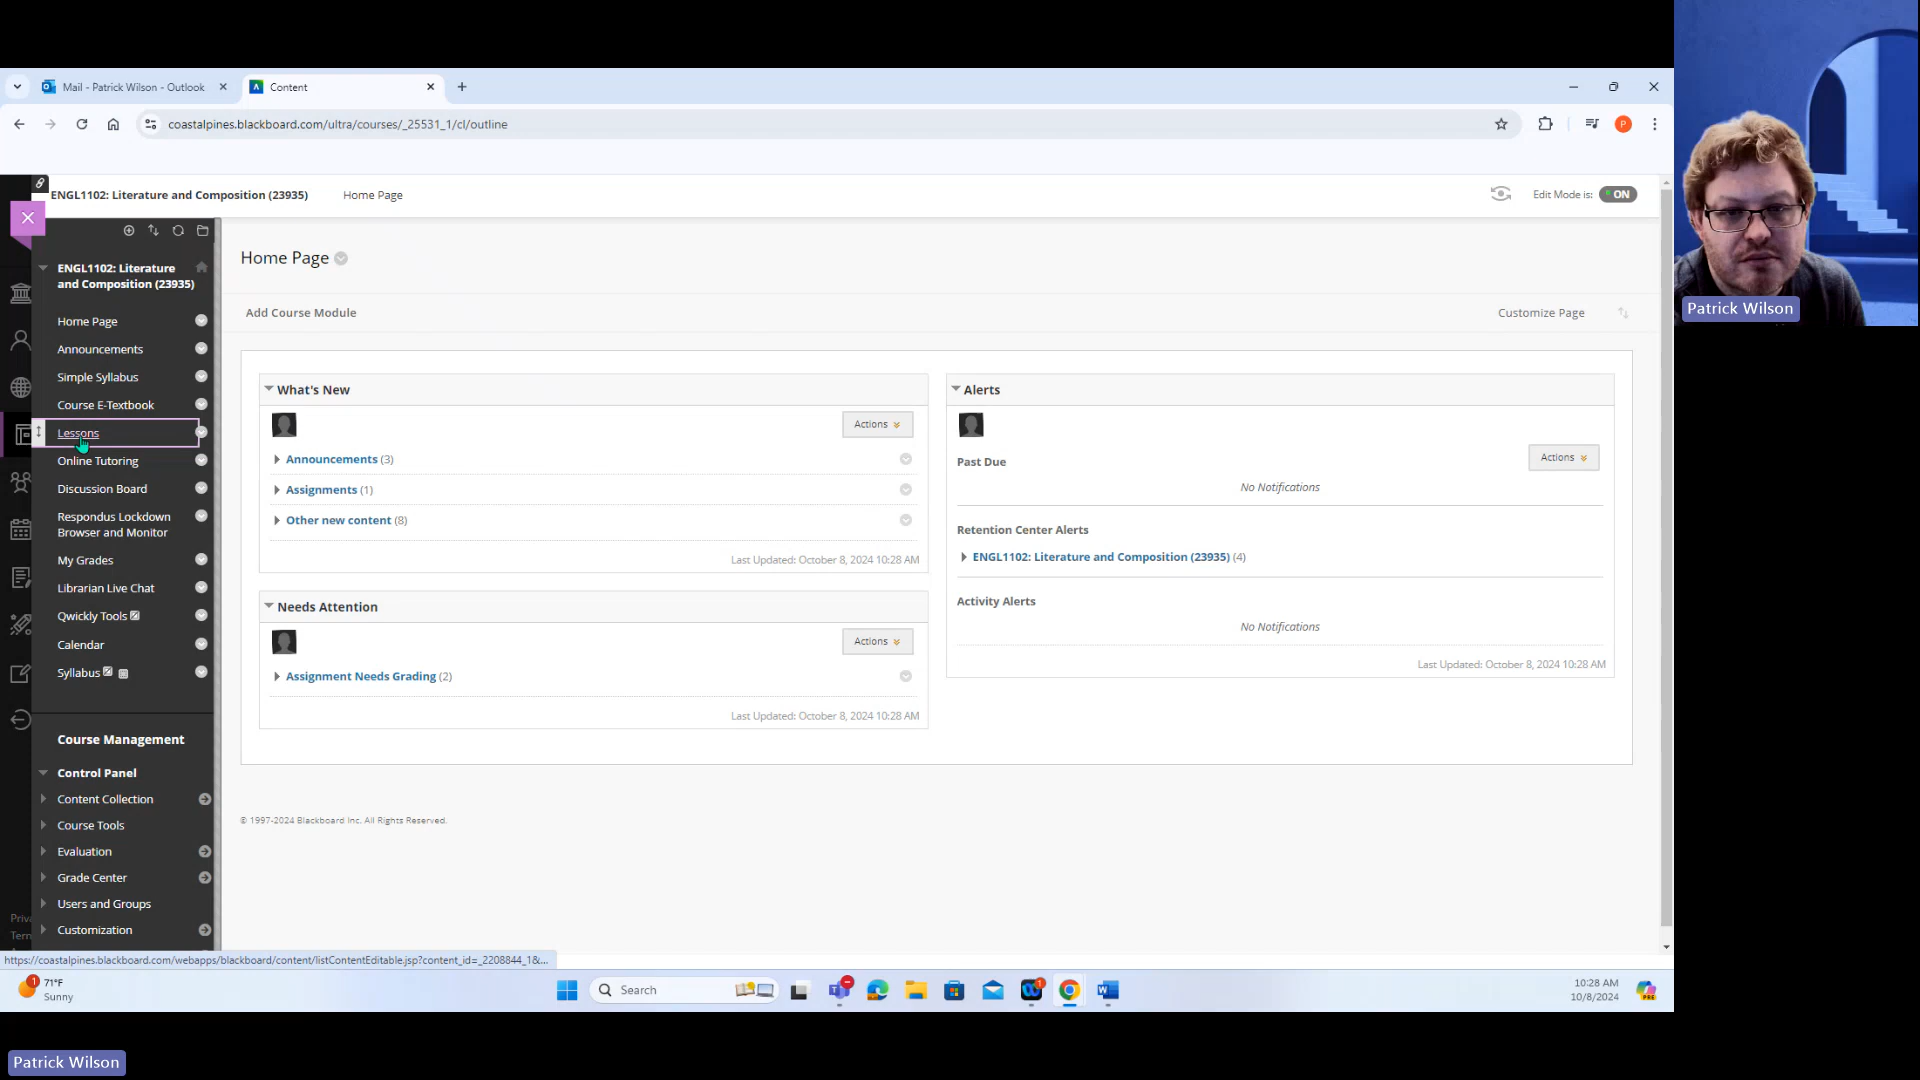 Mail - Patrick Wilson - Outlook
Content
coastalpines.blackboard.com/ultra/courses/_25531_1/cl/outline
P
ENGL1102: Literature and Composition (23935)
Home Page
Edit Mode is:
ON
ENGL1102: Literature
and Composition (23935)
Home Page
Announcements
Simple Syllabus
Course E-Textbook
Lessons
Online Tutoring
Discussion Board
Respondus Lockdown
Browser and Monitor
My Grades
Librarian Live Chat
Qwickly Tools
Calendar
Syllabus
Course Management
Control Panel
Content Collection
Course Tools
Evaluation
Grade Center
Users and Groups
Customization
Home Page
Add Course Module
Customize Page
What's New
Actions
Announcements (3)
Assignments (1)
Other new content (8)
Last Updated: October 8, 2024 10:28 AM
Needs Attention
Actions
Assignment Needs Grading (2)
Last Updated: October 8, 2024 10:28 AM
Alerts
Past Due
Actions
No Notifications
Retention Center Alerts
ENGL1102: Literature and Composition (23935) (4)
Activity Alerts
No Notifications
Last Updated: October 8, 2024 10:28 AM
© 1997-2024 Blackboard Inc. All Rights Reserved.
https://coastalpines.blackboard.com/webapps/blackboard/content/listContentEditable.jsp?content_id=_2208844_1&...
1
71°F
Sunny
Search
1
10:28 AM
10/8/2024
PRE
Patrick Wilson
Patrick Wilson